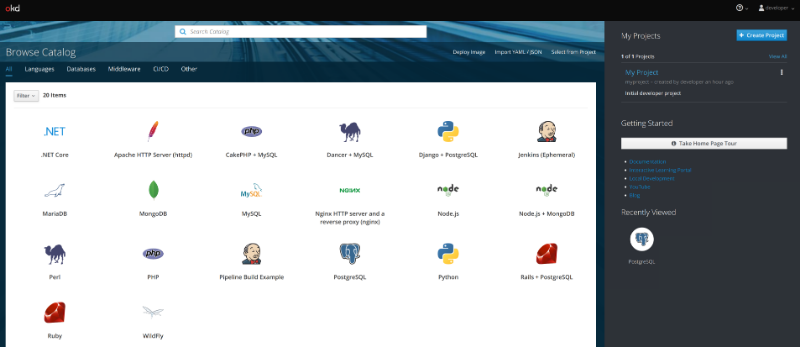 okd
developer
Search Catalog
Browse Catalog
Deploy Image
Import YAML / JSON
Select from Project
All
Languages
Databases
Middleware
CI/CD
Other
Filter
20 Items
.NET
.NET Core
Apache HTTP Server (httpd)
php
CakePHP + MySQL
Dancer + MySQL
Django + PostgreSQL
Jenkins (Ephemeral)
MariaDB
MongoDB
MySQL
MySQL
NGINX
Nginx HTTP server and a
reverse proxy (nginx)
node
Node.js
node
Node.js + MongoDB
Perl
php
PHP
Pipeline Build Example
PostgreSQL
Python
Rails + PostgreSQL
Ruby
WildFly
My Projects
+ Create Project
1 of 1 Projects
View All
My Project
myproject - created by developer an hour ago
Initial developer project
Getting Started
Take Home Page Tour
Documentation
Interactive Learning Portal
Local Development
YouTube
Blog
Recently Viewed
PostgreSQL